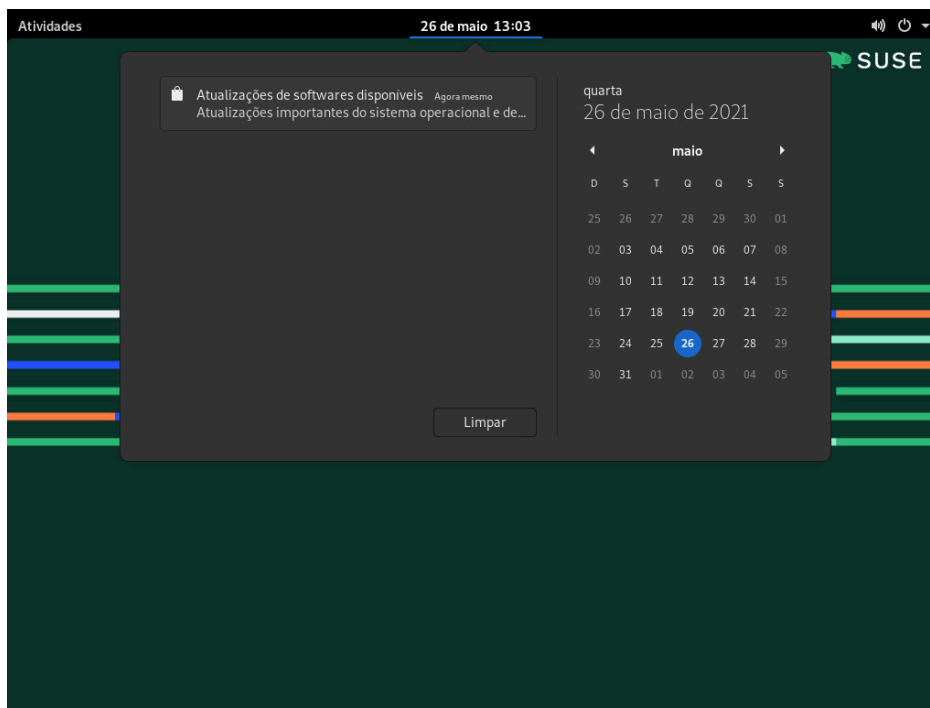 Atividades
26 de maio 13:03
SUSE
Atualizações de softwares disponíveis Agora mesmo
Atualizações importantes do sistema operacional e de...
Limpar
quarta
26 de maio de 2021
maio
D S T Q Q S S
25 26 27 28 29 30 01
02 03 04 05 06 07 08
09 10 11 12 13 14 15
16 17 18 19 20 21 22
23 24 25 26 27 28 29
30 31 01 02 03 04 05